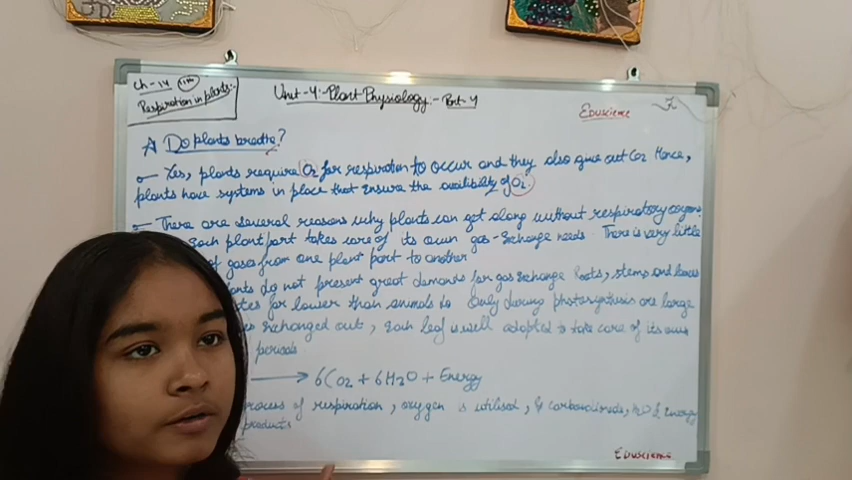 Ch-14 11th
Respiration in plants:-
Unit-4:-Plant Physiology:- Part-4
Eduscience
Do plants breathe?
Yes, plants require O2 for respiration to occur and they also give out CO2 Hence,
plants have systems in place that ensure the availibility of O2.
There are several reasons why plants can get along without respiratory organs
Each plant part takes care of its own gas-exchange needs. There is very little
of gases from one plant part to another
do not present great demands for gas exchange Roots, stems and leaves
far lower than animals do Only during photosynthesis are large
exchanged out, each leaf is well adapted to take care of its own
periods
→ 6CO2 + 6H2O + Energy
process of respiration, oxygen is utilised, & carbondioxide, H2O & energy
products
Eduscience